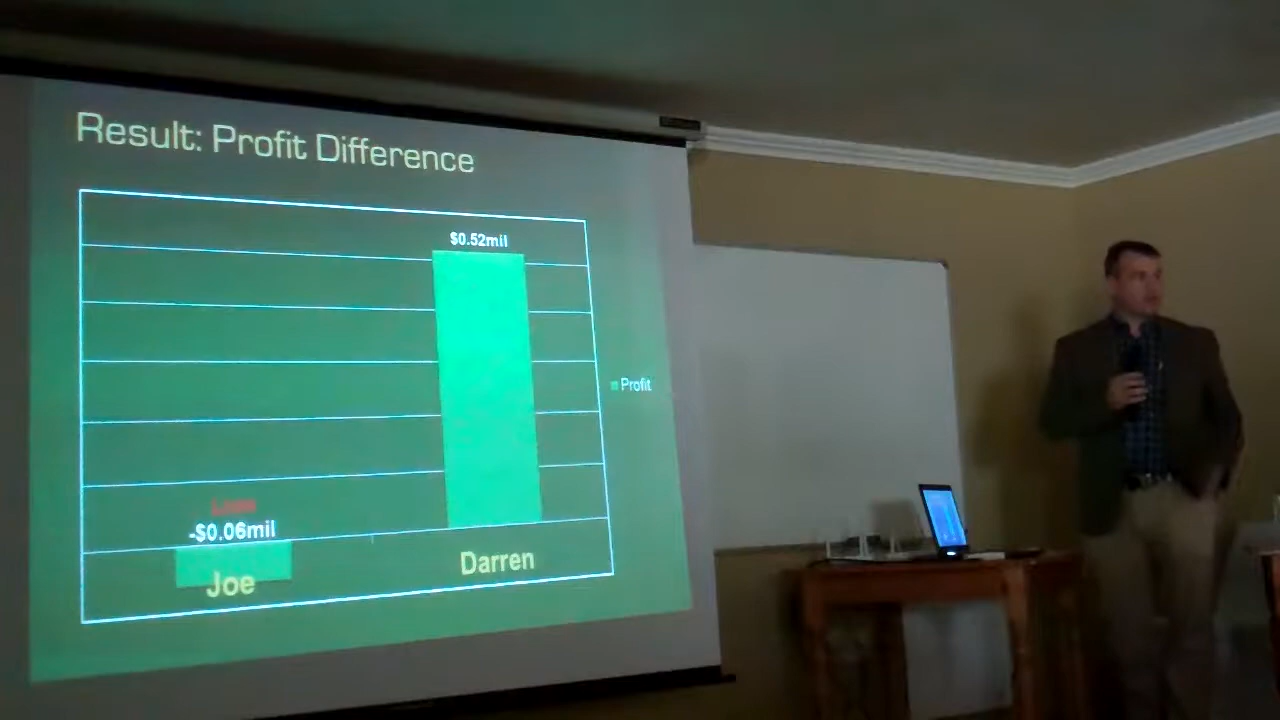 Result: Profit Difference
$0.52mil
Profit
Loss
-$0.06mil
Joe
Darren